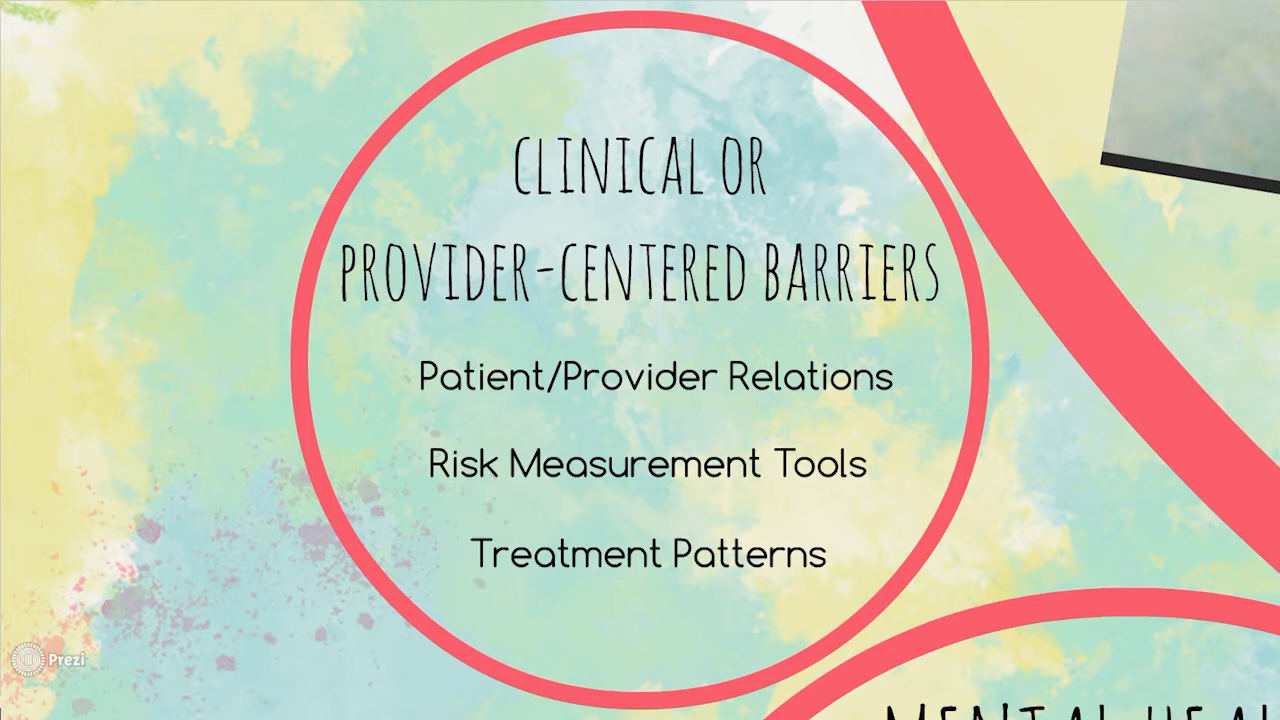 CLINICAL OR
PROVIDER-CENTERED BARRIERS
Patient/Provider Relations
Risk Measurement Tools
Treatment Patterns
Prezi